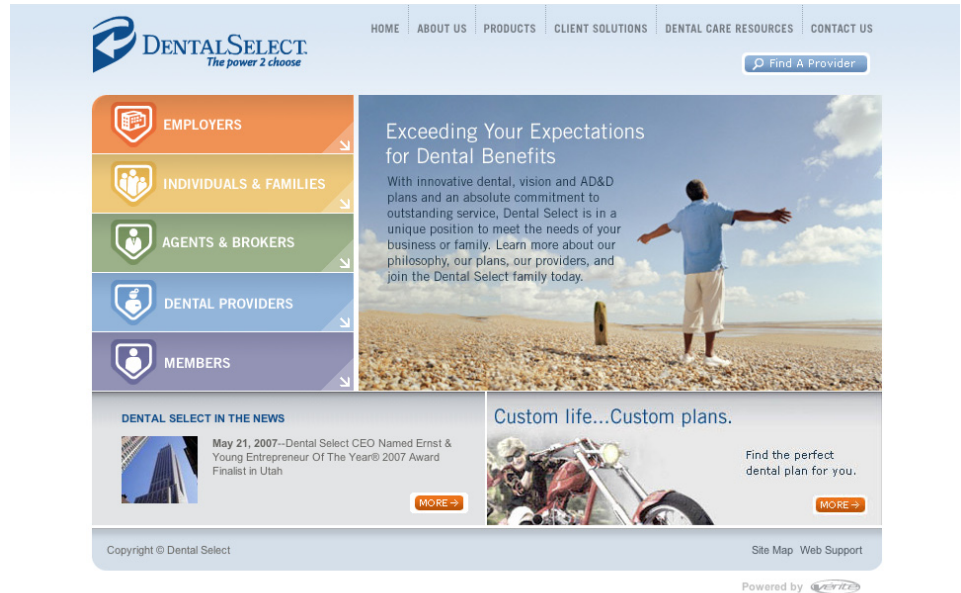 DENTALSELECT.
The power 2 choose
HOME ABOUT US PRODUCTS CLIENT SOLUTIONS DENTAL CARE RESOURCES CONTACT US
Find A Provider
EMPLOYERS
INDIVIDUALS & FAMILIES
AGENTS & BROKERS
DENTAL PROVIDERS
MEMBERS
Exceeding Your Expectations
for Dental Benefits
With innovative dental, vision and AD&D
plans and an absolute commitment to
outstanding service, Dental Select is in a
unique position to meet the needs of your
business or family. Learn more about our
philosophy, our plans, our providers, and
join the Dental Select family today.
DENTAL SELECT IN THE NEWS
May 21, 2007--Dental Select CEO Named Ernst &
Young Entrepreneur Of The Year® 2007 Award
Finalist in Utah
MORE→
Custom life...Custom plans.
Find the perfect
dental plan for you.
MORE→
Copyright © Dental Select
Site Map Web Support
Powered by verite